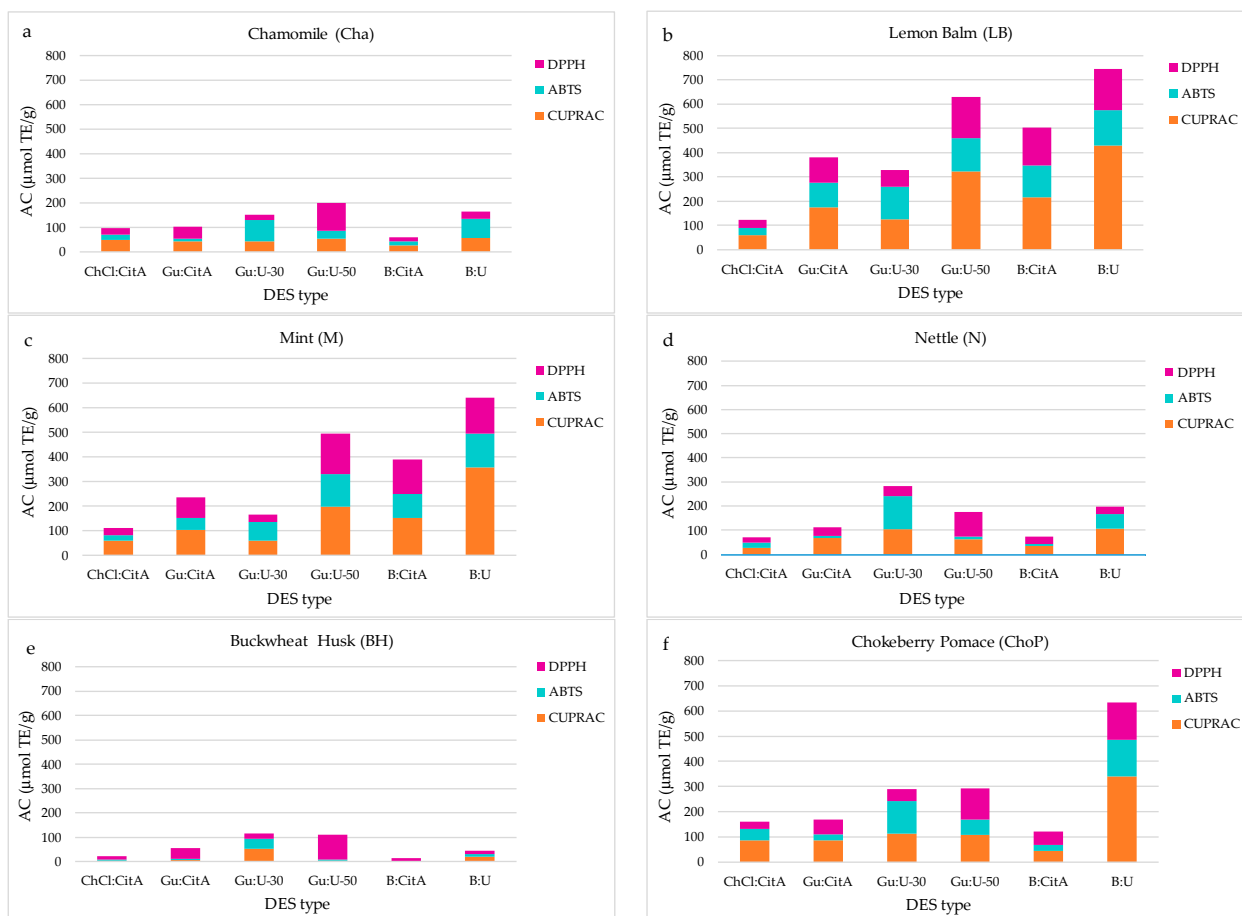 a
Chamomile (Cha)
800
700
600
500
400
300
200
100
0
AC (µmol TE/g)
DPPH
ABTS
CUPRAC
ChCl:CitA Gu:CitA Gu:U-30 Gu:U-50 B:CitA B:U
DES type
b
Lemon Balm (LB)
800
700
600
500
400
300
200
100
0
AC (µmol TE/g)
DPPH
ABTS
CUPRAC
ChCl:CitA Gu:CitA Gu:U-30 Gu:U-50 B:CitA B:U
DES type
c
Mint (M)
800
700
600
500
400
300
200
100
0
AC (µmol TE/g)
DPPH
ABTS
CUPRAC
ChCl:CitA Gu:CitA Gu:U-30 Gu:U-50 B:CitA B:U
DES type
d
Nettle (N)
800
700
600
500
400
300
200
100
0
AC (µmol TE/g)
DPPH
ABTS
CUPRAC
ChCl:CitA Gu:CitA Gu:U-30 Gu:U-50 B:CitA B:U
DES type
e
Buckwheat Husk (BH)
800
700
600
500
400
300
200
100
0
AC (µmol TE/g)
DPPH
ABTS
CUPRAC
ChCl:CitA Gu:CitA Gu:U-30 Gu:U-50 B:CitA B:U
DES type
f
Chokeberry Pomace (ChoP)
800
700
600
500
400
300
200
100
0
AC (µmol TE/g)
DPPH
ABTS
CUPRAC
ChCl:CitA Gu:CitA Gu:U-30 Gu:U-50 B:CitA B:U
DES type